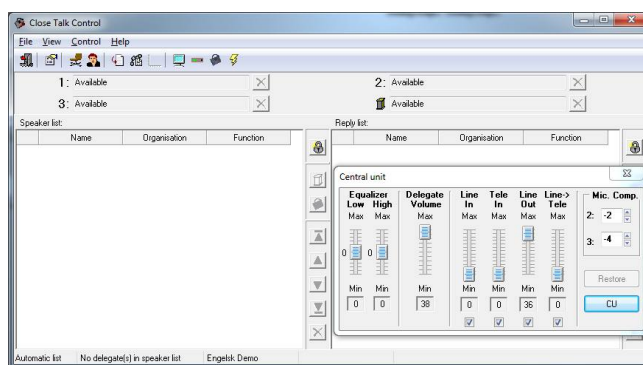 Close Talk Control
File View Control Help
1: Available 2: Available
3: Available Available
Speaker list: Reply list:
Name Organisation Function Name Organisation Function
Central unit
Equalizer Delegate Line Tele Line Line-> Mic. Comp.
Low High Volume In In Out Tele
Max Max Max Max Max Max Max
2: -2
0 0
3: -4
Min Min Min Min Min Min Min
Restore
0 0 38 0 0 36 0
CU
Automatic list No delegate(s) in speaker list Engelsk Demo